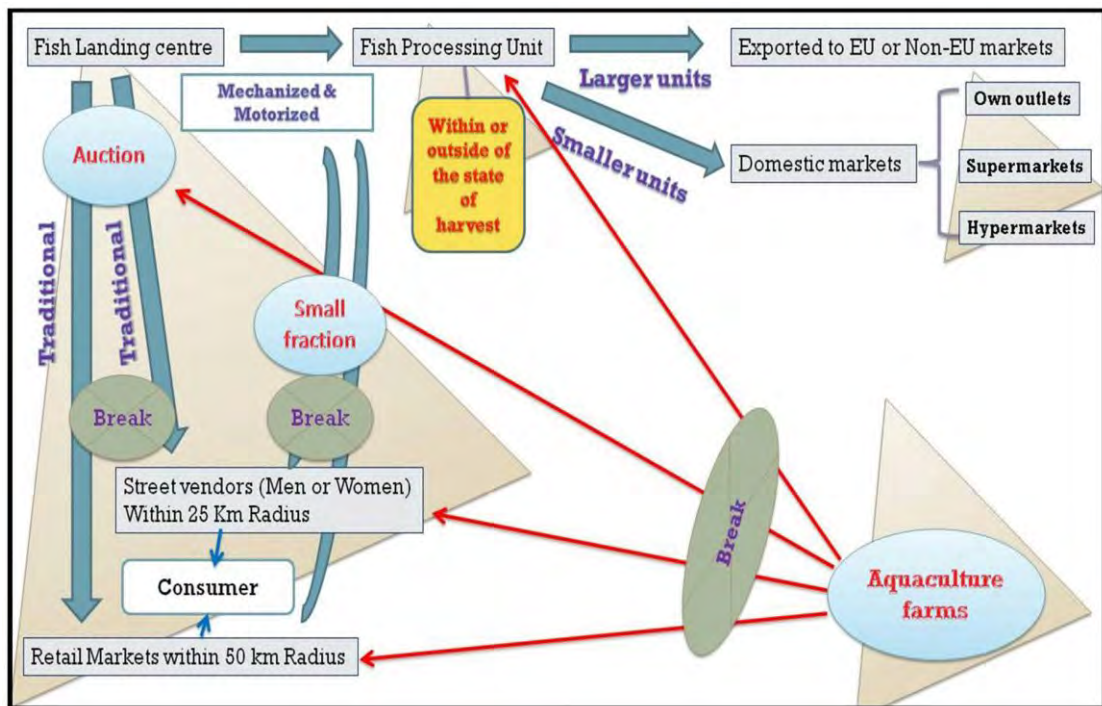 Fish Landing centre
Fish Processing Unit
Exported to EU or Non-EU markets
Mechanized &
Motorized
Larger units
Smaller units
Own outlets
Auction
Within or
outside of
the state
of
harvest
Domestic markets
Supermarkets
Hypermarkets
Traditional
Traditional
Small
fraction
Break
Break
Street vendors (Men or Women)
Within 25 Km Radius
Break
Consumer
Aquaculture
farms
Retail Markets within 50 km Radius